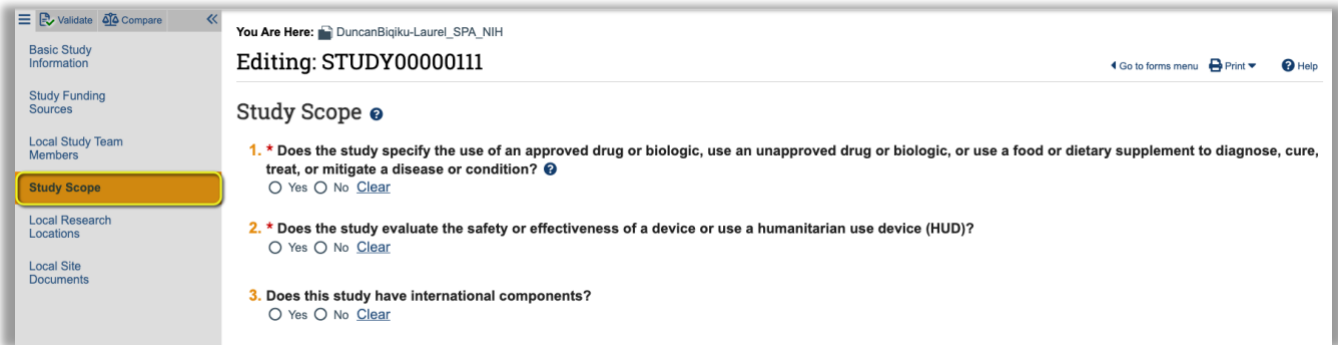 Validate Compare
You Are Here: DuncanBiqiku-Laurel_SPA_NIH
Editing: STUDY00000111
Go to forms menu Print Help
Basic Study
Information
Study Funding
Sources
Local Study Team
Members
Study Scope
Local Research
Locations
Local Site
Documents
Study Scope
1. * Does the study specify the use of an approved drug or biologic, use an unapproved drug or biologic, or use a food or dietary supplement to diagnose, cure,
treat, or mitigate a disease or condition?
Yes No Clear
2. * Does the study evaluate the safety or effectiveness of a device or use a humanitarian use device (HUD)?
Yes No Clear
3. Does this study have international components?
Yes No Clear